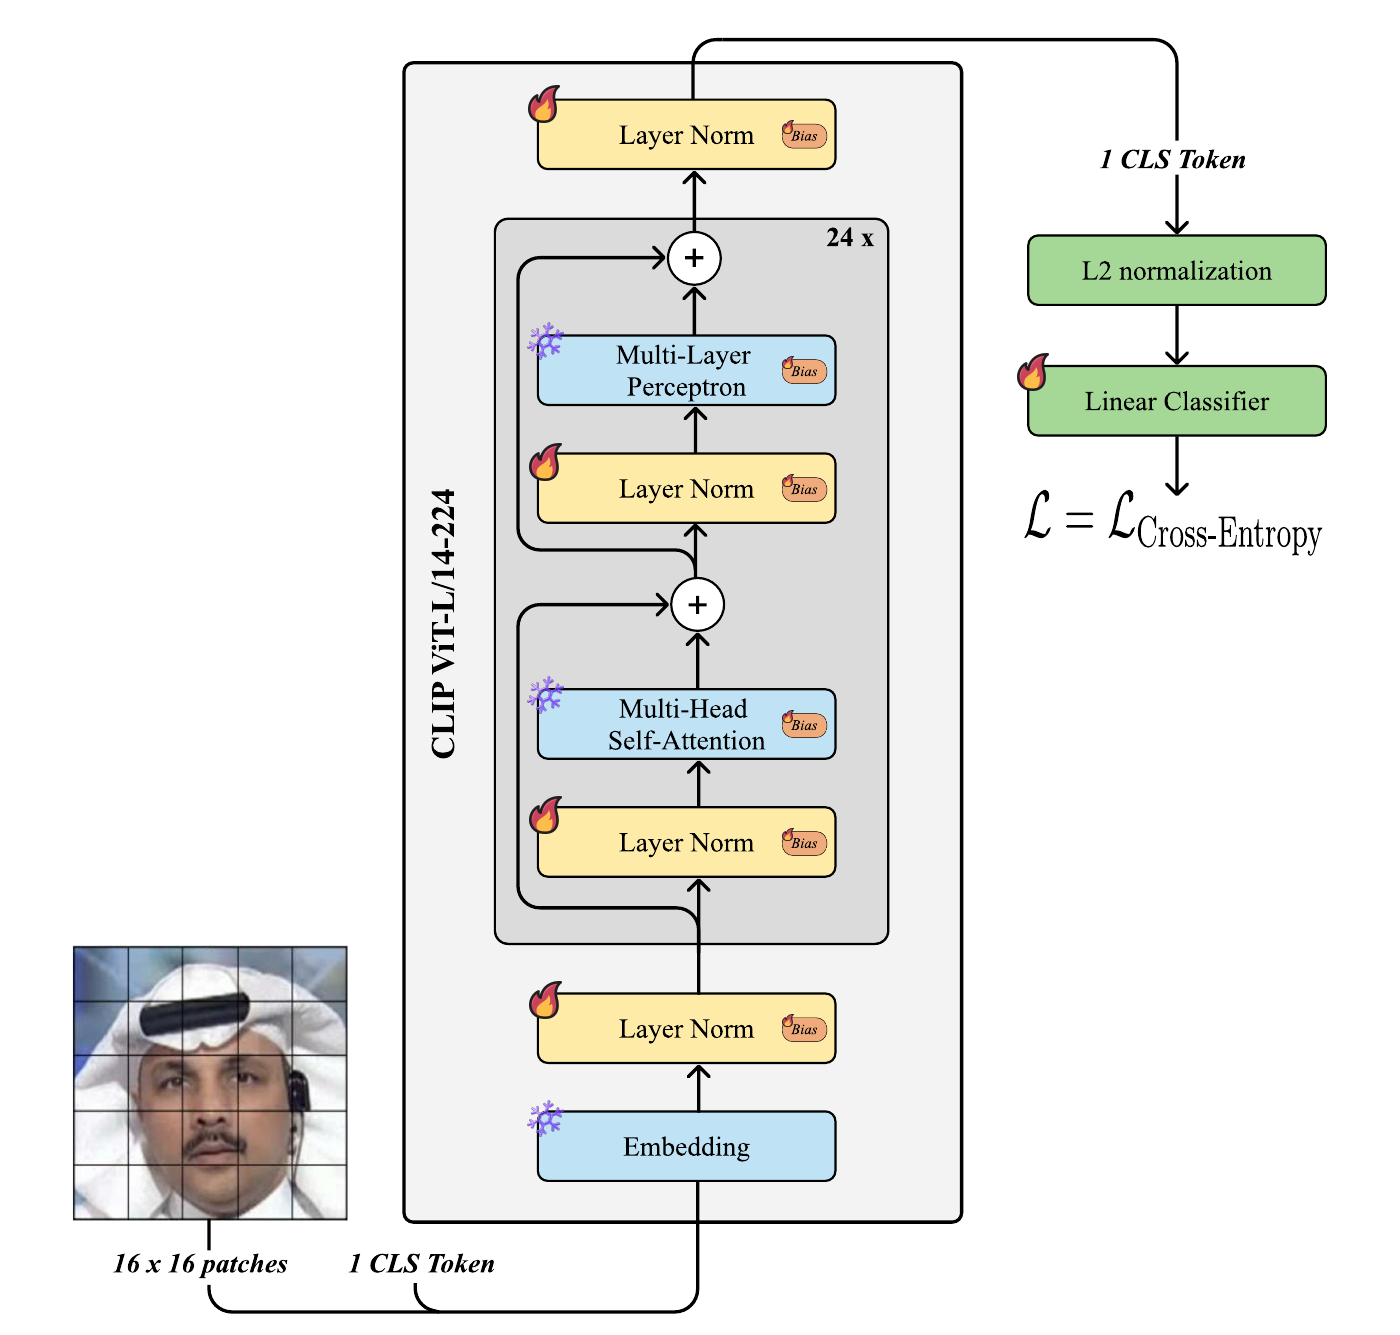 Layer Norm
Bias
1 CLS Token
24 x
+
L2 normalization
Multi-Layer
Perceptron
Bias
Linear Classifier
Layer Norm
Bias
ℒ = ℒCross-Entropy
CLIP ViT-L/14-224
+
Multi-Head
Self-Attention
Bias
Layer Norm
Bias
Layer Norm
Bias
Embedding
16 x 16 patches
1 CLS Token